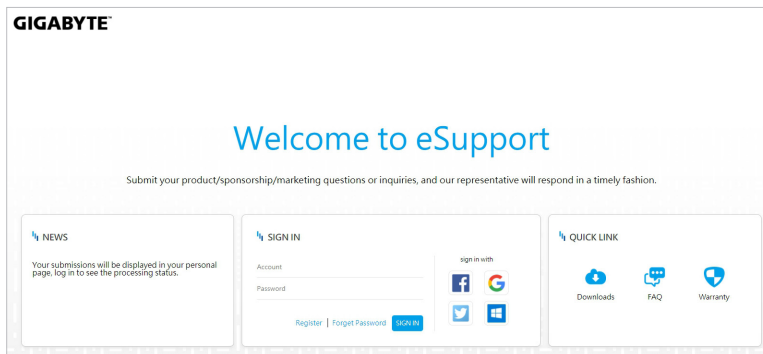 GIGABYTE™
Welcome to eSupport
Submit your product/sponsorship/marketing questions or inquiries, and our representative will respond in a timely fashion.
NEWS
Your submissions will be displayed in your personal
page, log in to see the processing status.
SIGN IN
Account
Password
Register | Forget Password SIGN IN
sign in with
QUICK LINK
Downloads FAQ Warranty